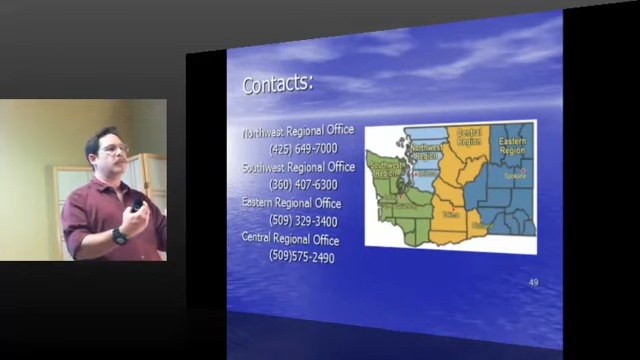 Contacts:
Northwest Regional Office
(425) 649-7000
Southwest Regional Office
(360) 407-6300
Eastern Regional Office
(509) 329-3400
Central Regional Office
(509)575-2490
Central
Region
Northwest
Region
Eastern
Region
Southwest
Region
Spokane
Yakima
49